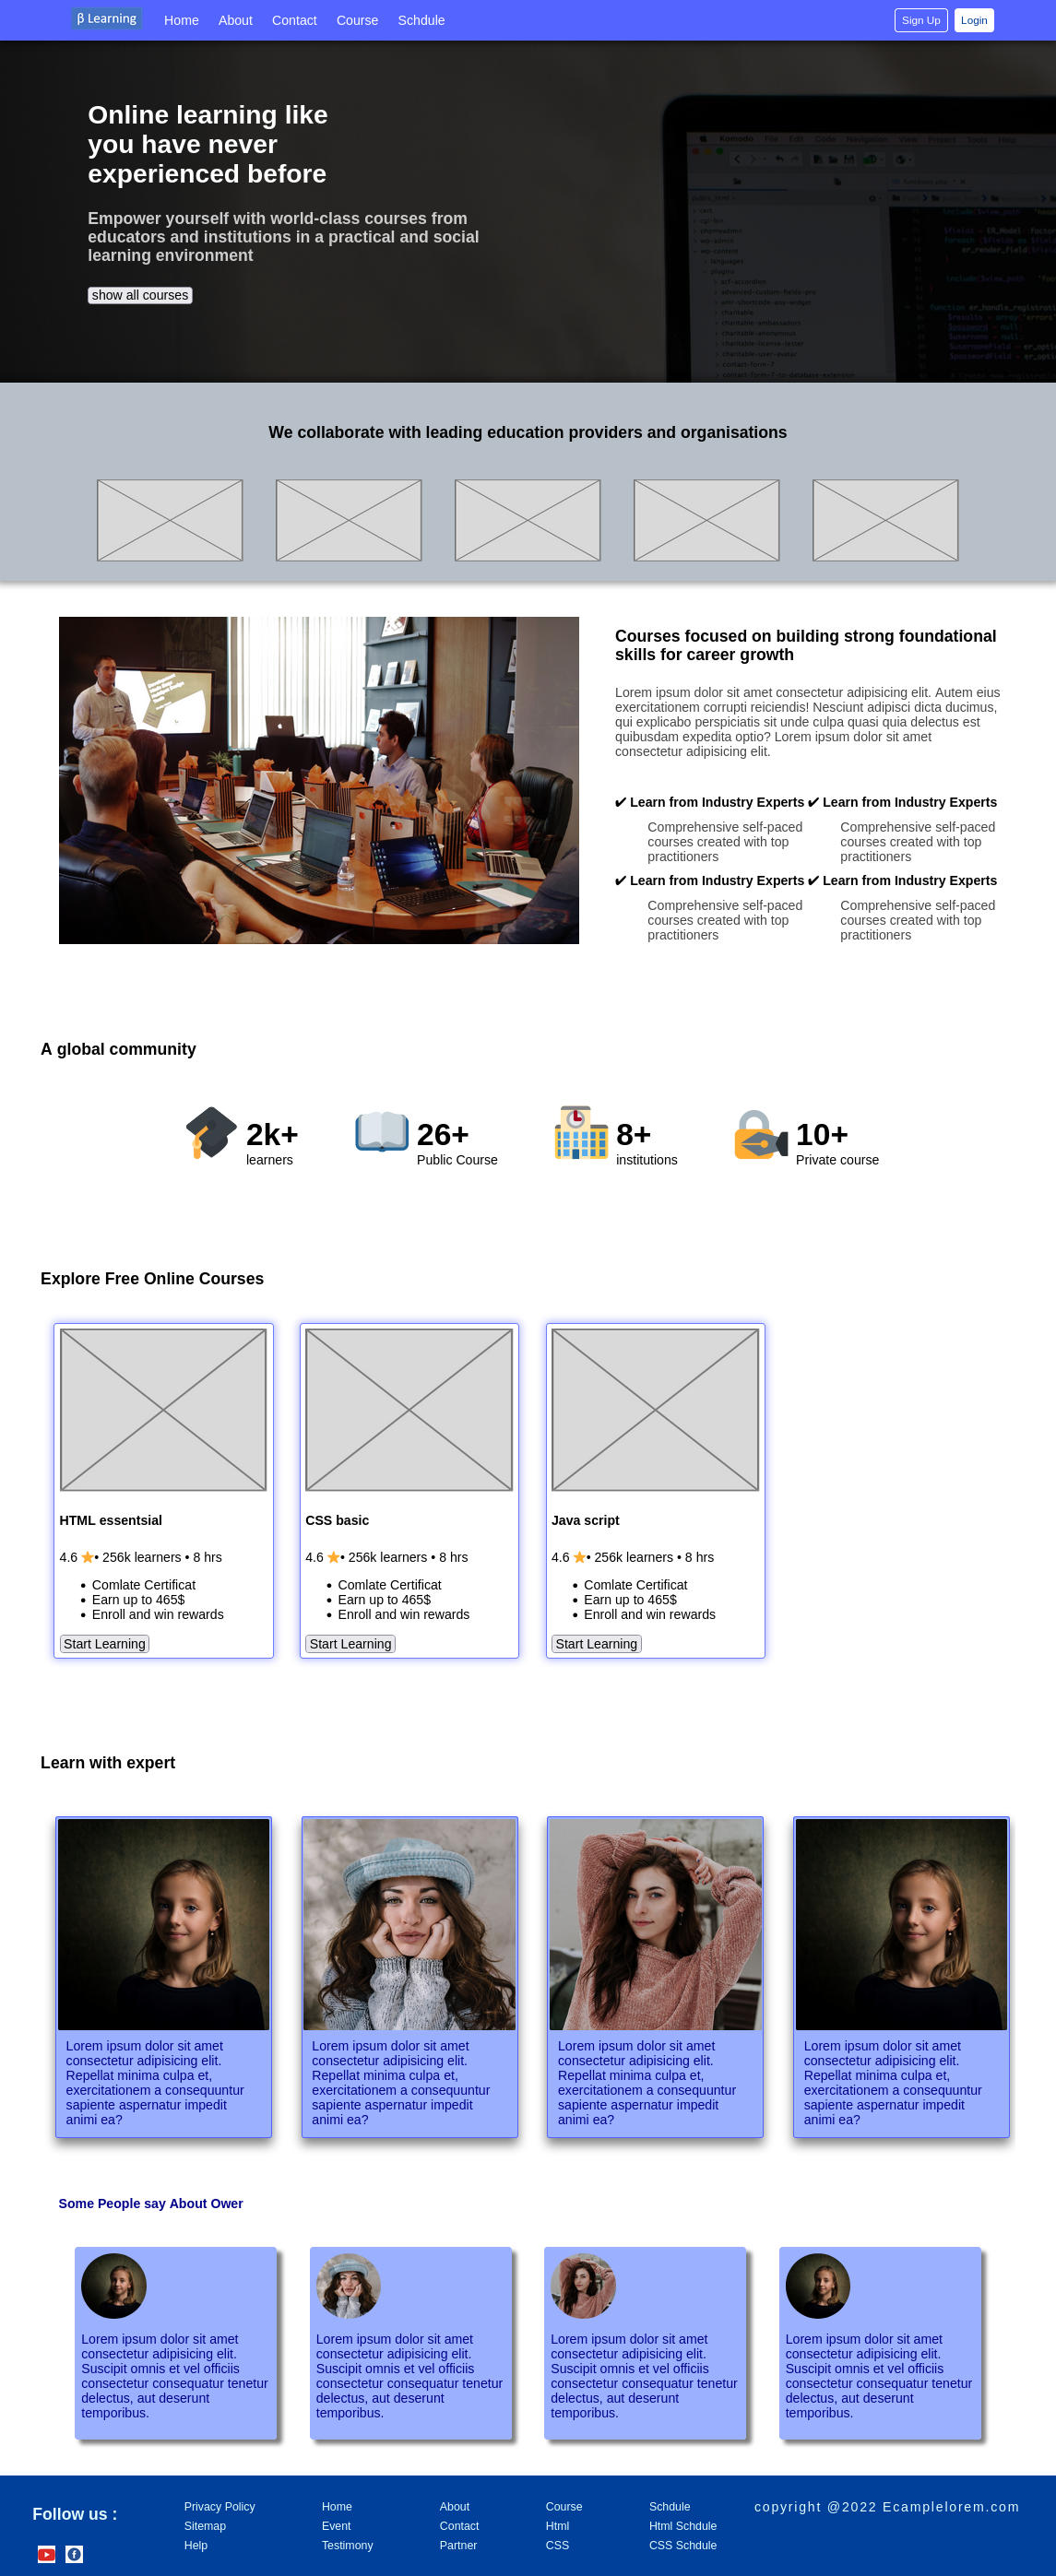 β Learning Home About Contact Course Schdule Sign Up Login
Online learning like
you have never
experienced before
Empower yourself with world-class courses from
educators and institutions in a practical and social
learning environment
show all courses
We collaborate with leading education providers and organisations
Courses focused on building strong foundational
skills for career growth
Lorem ipsum dolor sit amet consectetur adipisicing elit. Autem eius
exercitationem corrupti reiciendis! Nesciunt adipisci dicta ducimus,
qui explicabo perspiciatis sit unde culpa quasi quia delectus est
quibusdam expedita optio? Lorem ipsum dolor sit amet
consectetur adipisicing elit.
✔ Learn from Industry Experts
Comprehensive self-paced
courses created with top
practitioners
✔ Learn from Industry Experts
Comprehensive self-paced
courses created with top
practitioners
✔ Learn from Industry Experts
Comprehensive self-paced
courses created with top
practitioners
✔ Learn from Industry Experts
Comprehensive self-paced
courses created with top
practitioners
A global community
2k+
learners
26+
Public Course
8+
institutions
10+
Private course
Explore Free Online Courses
HTML essentsial
4.6 ⭐• 256k learners • 8 hrs
• Comlate Certificat
• Earn up to 465$
• Enroll and win rewards
Start Learning
CSS basic
4.6 ⭐• 256k learners • 8 hrs
• Comlate Certificat
• Earn up to 465$
• Enroll and win rewards
Start Learning
Java script
4.6 ⭐• 256k learners • 8 hrs
• Comlate Certificat
• Earn up to 465$
• Enroll and win rewards
Start Learning
Learn with expert
Lorem ipsum dolor sit amet
consectetur adipisicing elit.
Repellat minima culpa et,
exercitationem a consequuntur
sapiente aspernatur impedit
animi ea?
Lorem ipsum dolor sit amet
consectetur adipisicing elit.
Repellat minima culpa et,
exercitationem a consequuntur
sapiente aspernatur impedit
animi ea?
Lorem ipsum dolor sit amet
consectetur adipisicing elit.
Repellat minima culpa et,
exercitationem a consequuntur
sapiente aspernatur impedit
animi ea?
Lorem ipsum dolor sit amet
consectetur adipisicing elit.
Repellat minima culpa et,
exercitationem a consequuntur
sapiente aspernatur impedit
animi ea?
Some People say About Ower
Lorem ipsum dolor sit amet
consectetur adipisicing elit.
Suscipit omnis et vel officiis
consectetur consequatur tenetur
delectus, aut deserunt
temporibus.
Lorem ipsum dolor sit amet
consectetur adipisicing elit.
Suscipit omnis et vel officiis
consectetur consequatur tenetur
delectus, aut deserunt
temporibus.
Lorem ipsum dolor sit amet
consectetur adipisicing elit.
Suscipit omnis et vel officiis
consectetur consequatur tenetur
delectus, aut deserunt
temporibus.
Lorem ipsum dolor sit amet
consectetur adipisicing elit.
Suscipit omnis et vel officiis
consectetur consequatur tenetur
delectus, aut deserunt
temporibus.
Follow us :
Privacy Policy
Sitemap
Help
Home
Event
Testimony
About
Contact
Partner
Course
Html
CSS
Schdule
Html Schdule
CSS Schdule
copyright @2022 Ecamplelorem.com